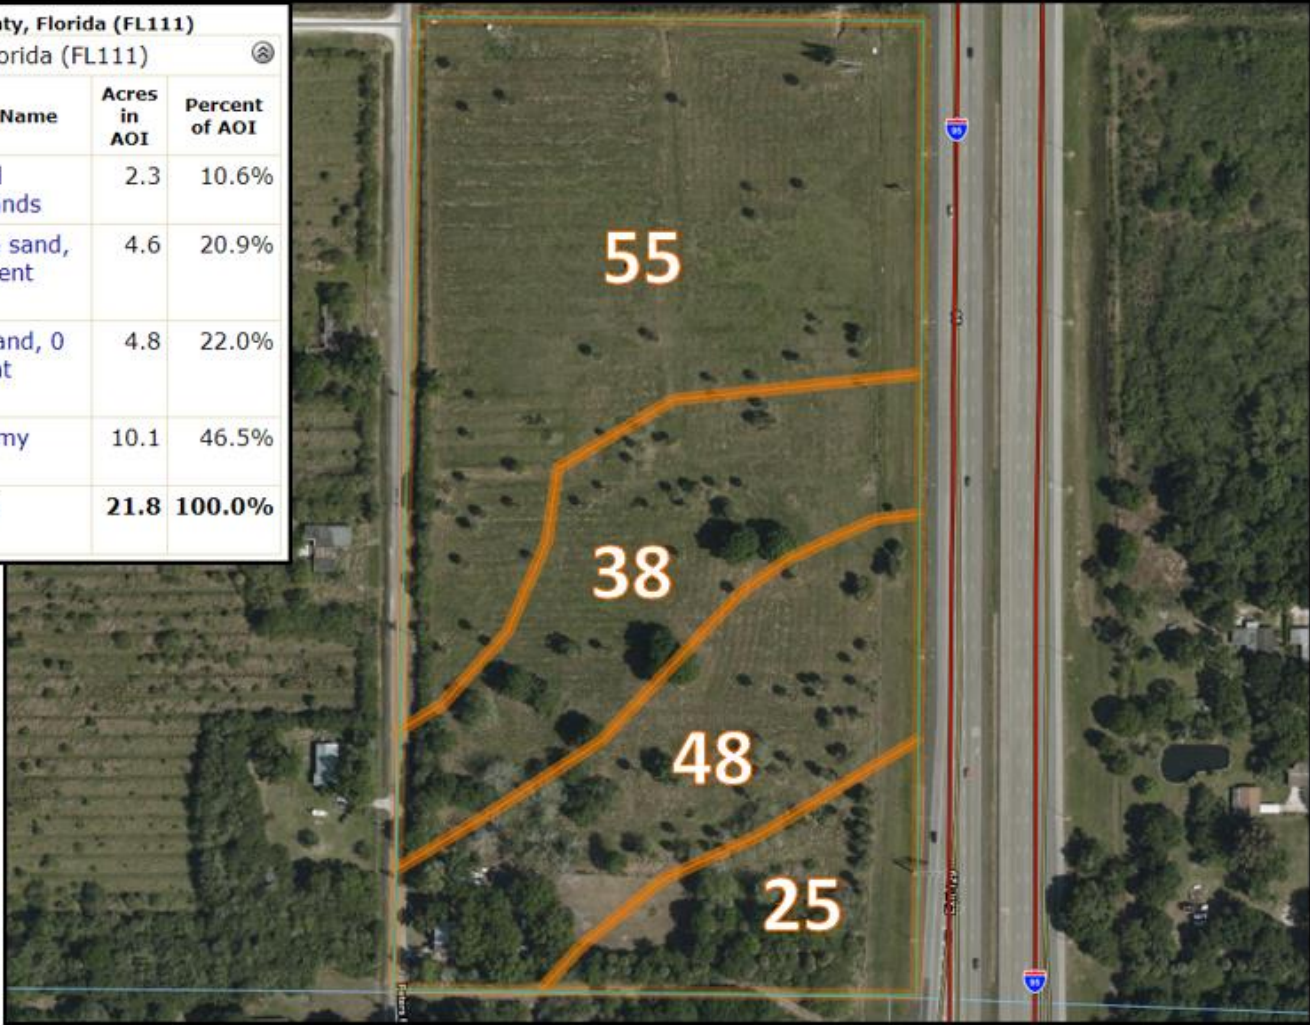 ty, Florida (FL111)
orida (FL111)
Name
Acres in AOI
Percent of AOI
nds
2.3
10.6%
sand,
ent
4.6
20.9%
and, 0
t
4.8
22.0%
my
10.1
46.5%
21.8
100.0%
95
55
38
48
25
95